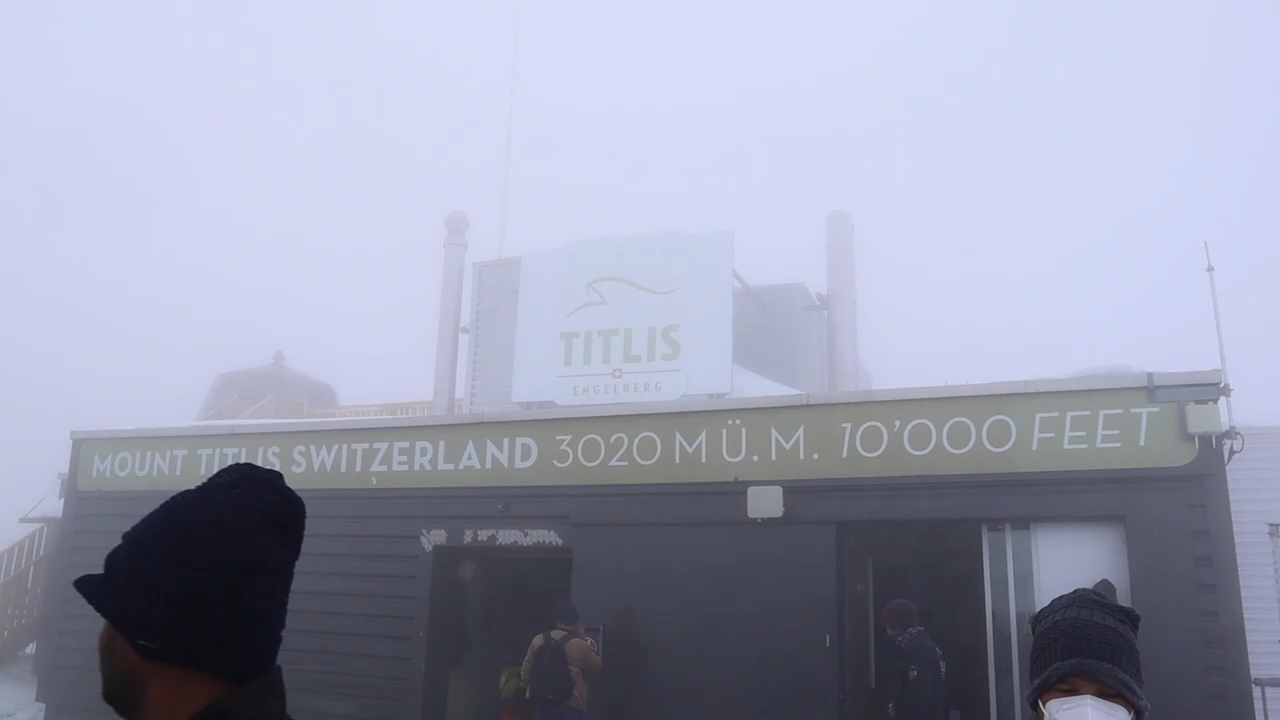 TITLIS
ENGELBERG
MOUNT TITLIS SWITZERLAND 3020 M Ü. M. 10'000 FEET